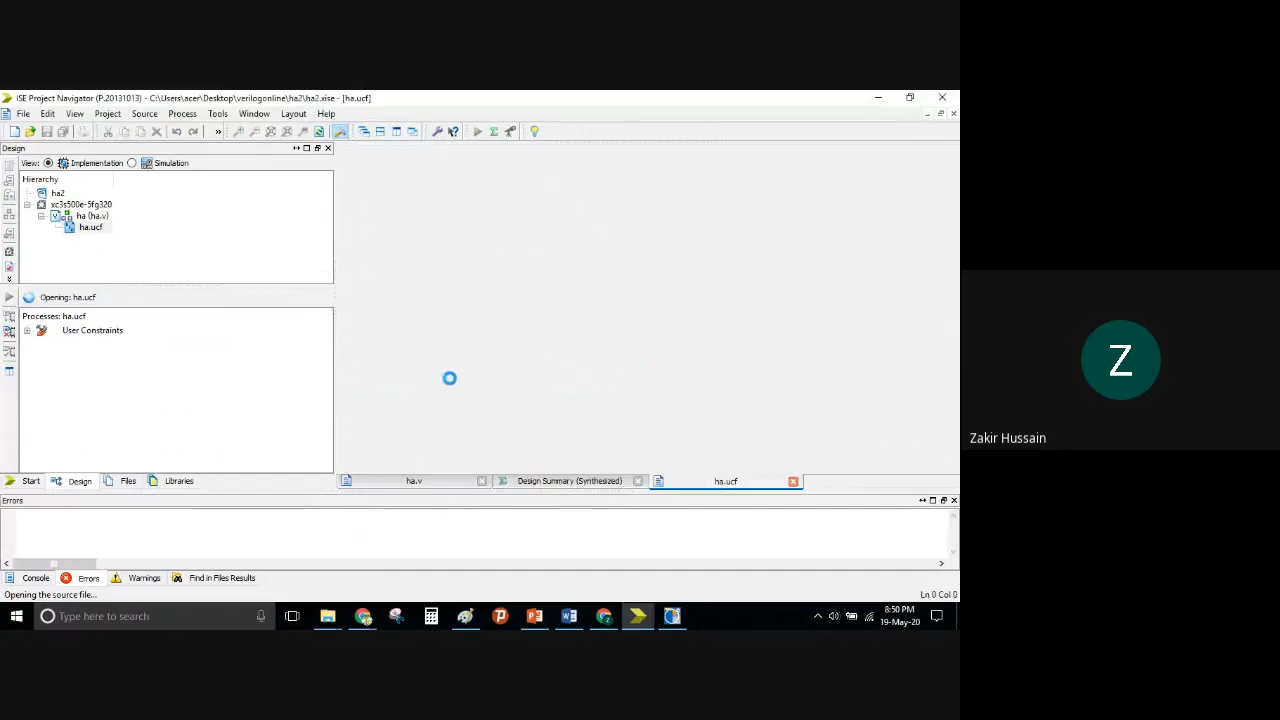 ISE Project Navigator (P.20131013) - C:\Users\acer\Desktop\verilogonline\ha2\ha2.xise - [ha.ucf]
File Edit View Project Source Process Tools Window Layout Help
»
Design
View: Implementation Simulation
Hierarchy
ha2
xc3s500e-5fg320
ha (ha.v)
ha.ucf
Opening: ha.ucf
Processes: ha.ucf
User Constraints
Start Design Files Libraries
ha.v Design Summary (Synthesized) ha.ucf
Errors
Console Errors Warnings Find in Files Results
Opening the source file... Ln 0 Col 0
Type here to search
8:50 PM
19-May-20
Z
Zakir Hussain